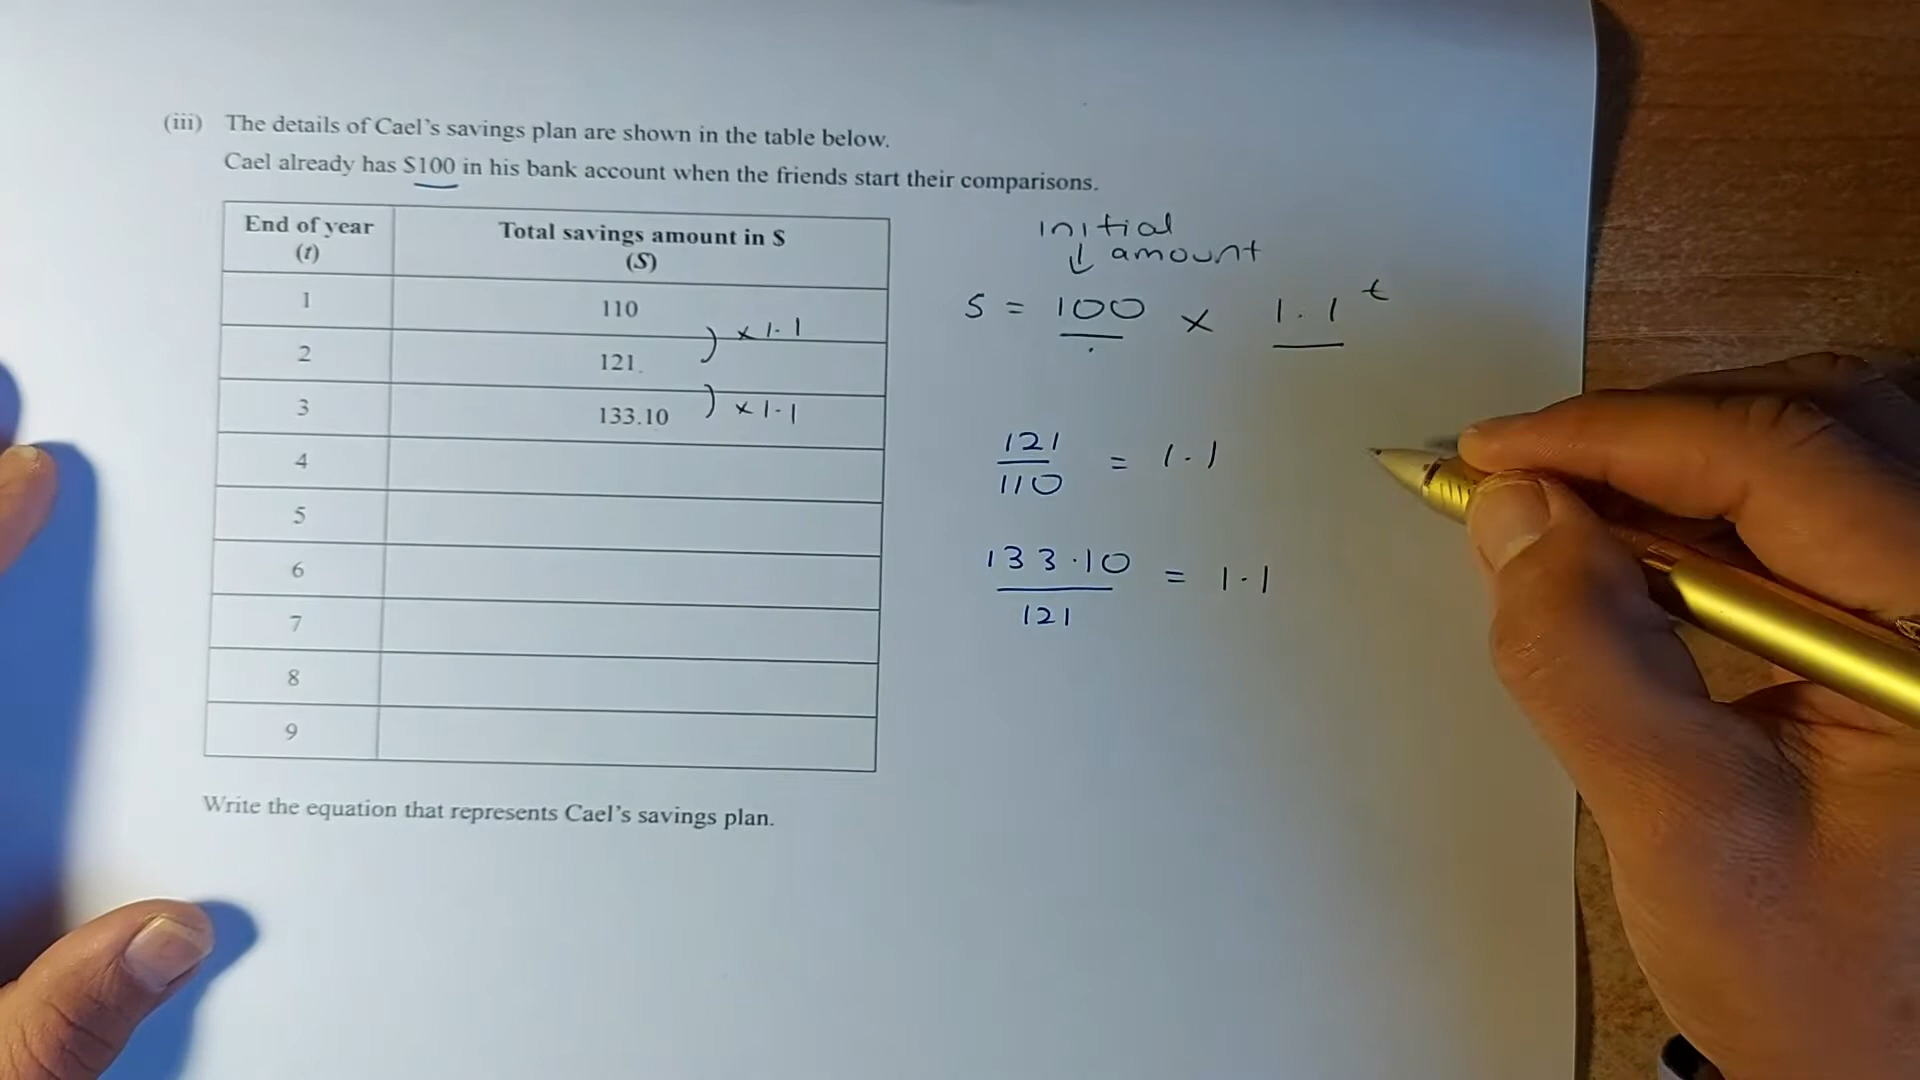 (iii) The details of Cael's savings plan are shown in the table below.
Cael already has $100 in his bank account when the friends start their comparisons.
End of year (t) Total savings amount in $ (S)
1 110
2 121
3 133.10
4
5
6
7
8
9
× 1.1
× 1.1
Write the equation that represents Cael's savings plan.
initial
↓ amount
S = 100 × 1.1^t
121/110 = 1.1
133.10/121 = 1.1